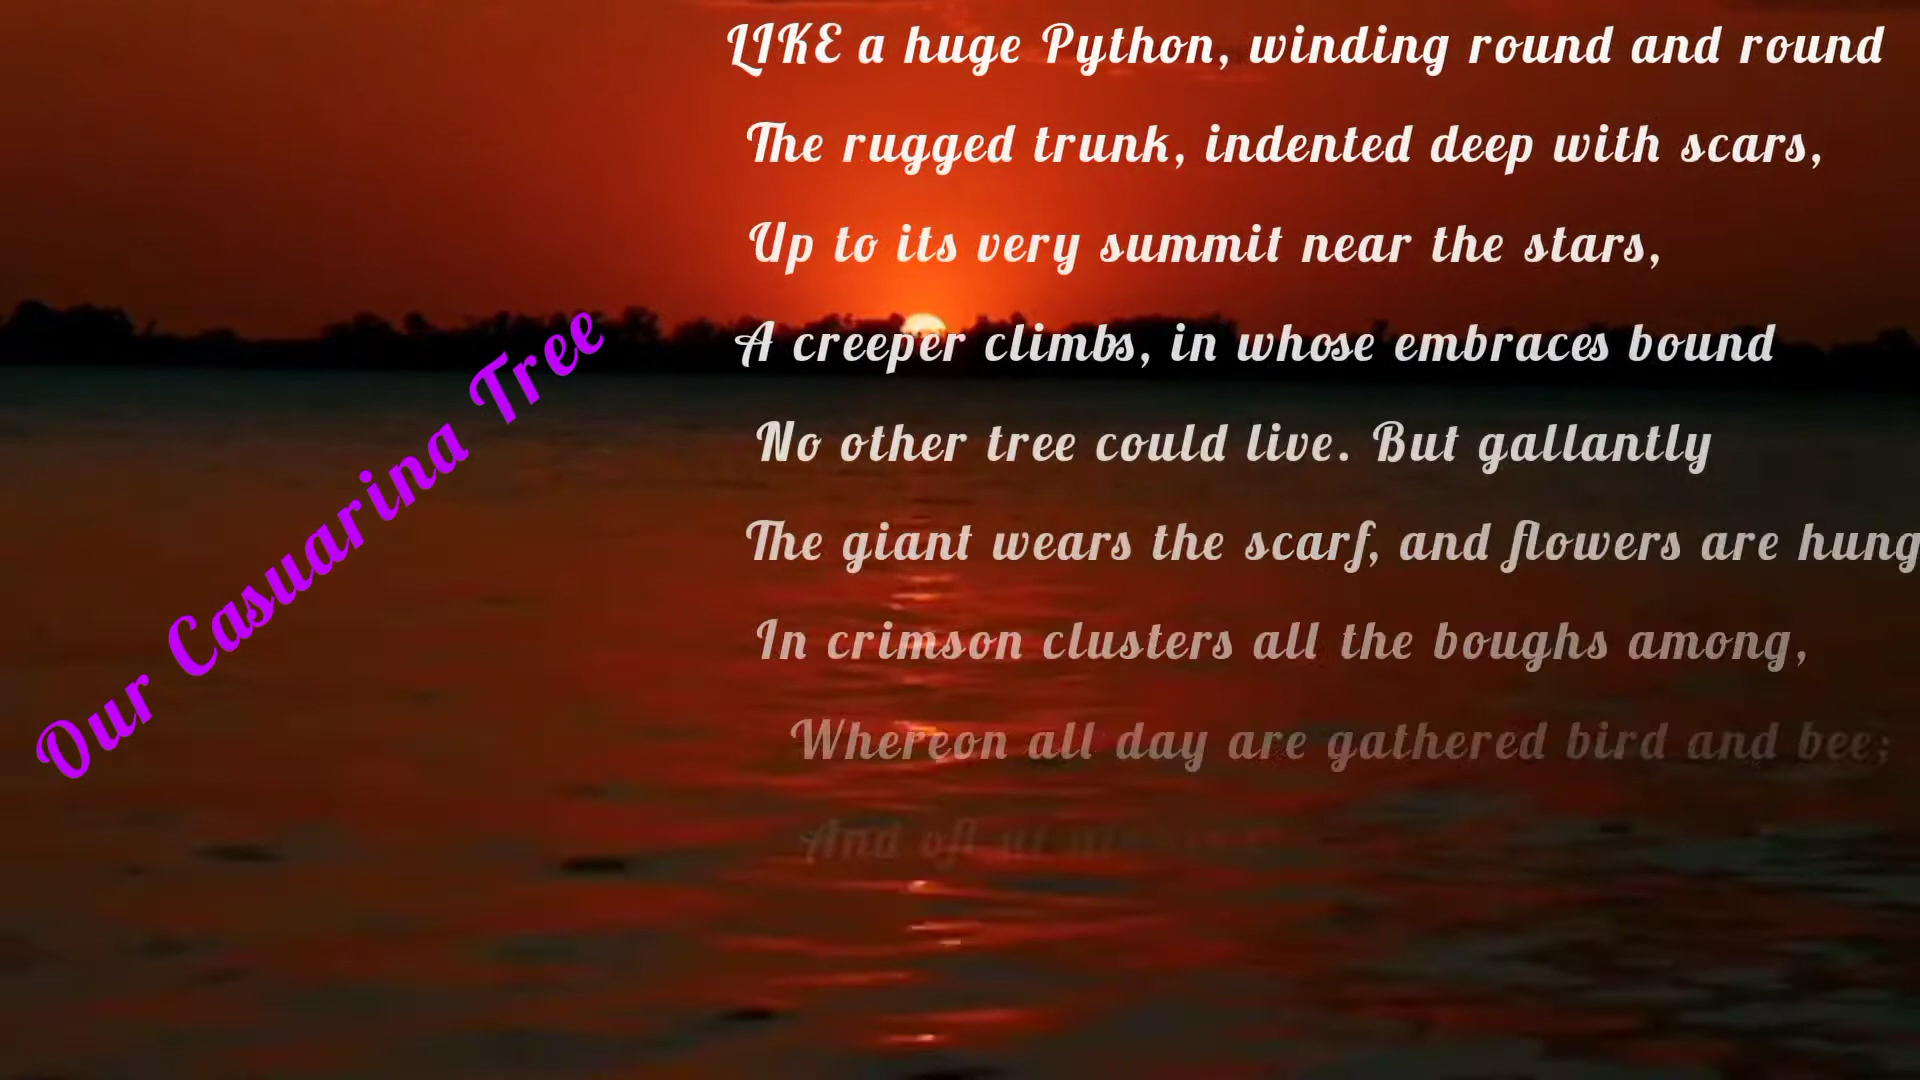 Our Casuarina Tree
LIKE a huge Python, winding round and round
The rugged trunk, indented deep with scars,
Up to its very summit near the stars,
A creeper climbs, in whose embraces bound
No other tree could live. But gallantly
The giant wears the scarf, and flowers are hung
In crimson clusters all the boughs among,
Whereon all day are gathered bird and bee;
And oft at